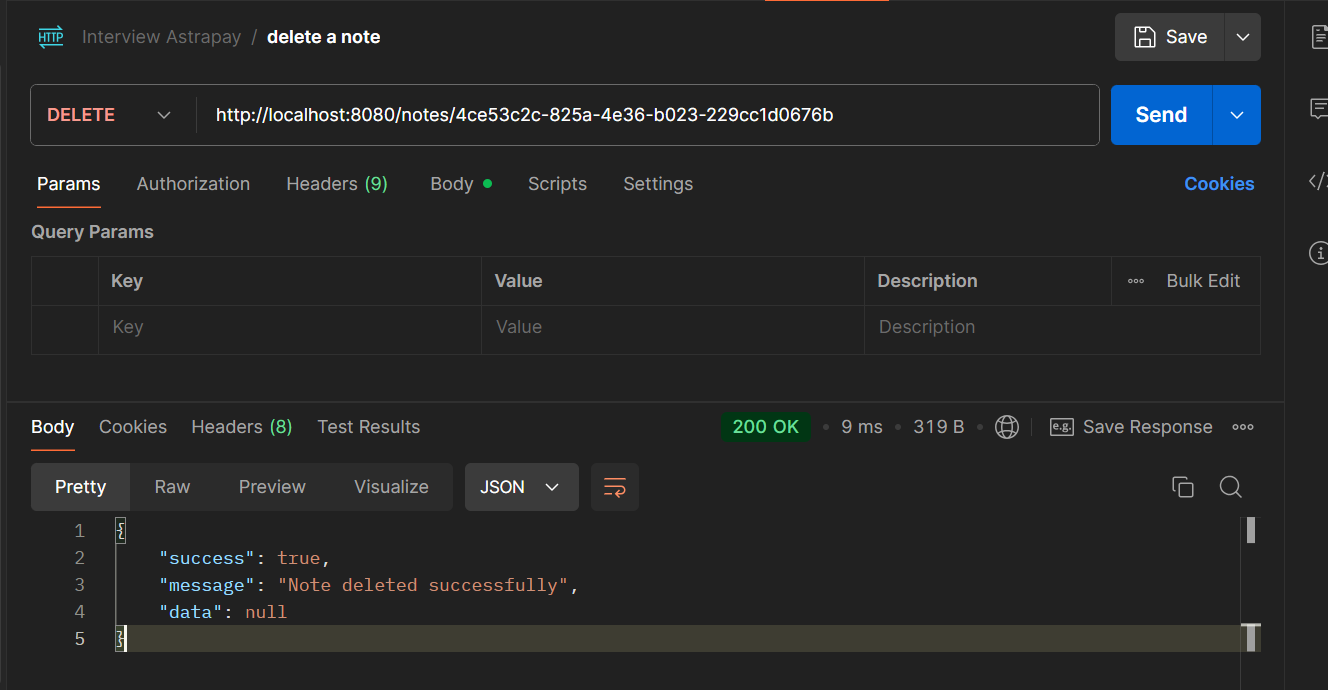 HTTP Interview Astrapay / delete a note Save
DELETE http://localhost:8080/notes/4ce53c2c-825a-4e36-b023-229cc1d0676b Send
Params Authorization Headers (9) Body Scripts Settings Cookies
Query Params
Key Value Description Bulk Edit
Key Value Description
Body Cookies Headers (8) Test Results 200 OK 9 ms 319 B e.g. Save Response
Pretty Raw Preview Visualize JSON
1 {
2 "success": true,
3 "message": "Note deleted successfully",
4 "data": null
5 }